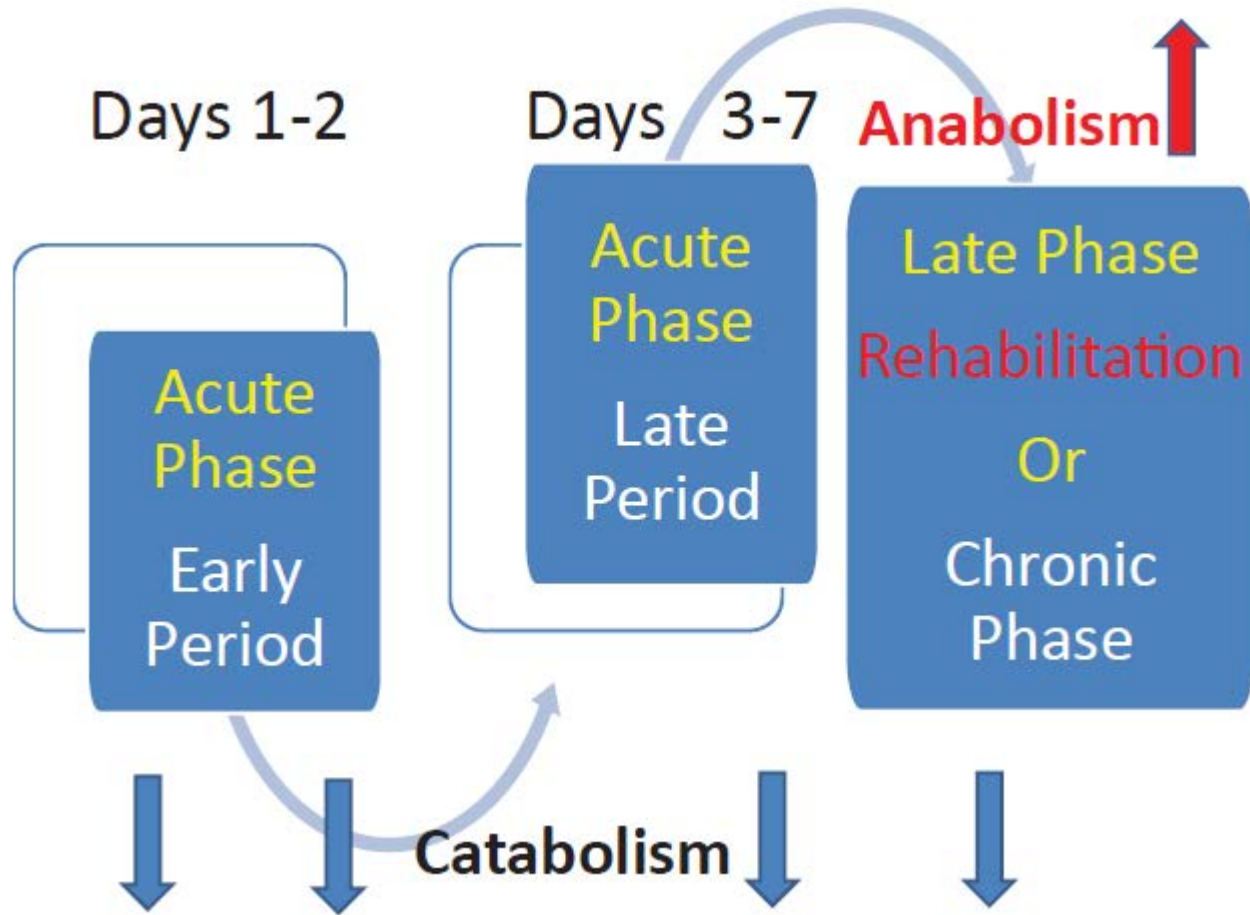 Days 1-2
Acute
Phase
Early
Period
Days 3-7
Acute
Phase
Late
Period
Anabolism
Late Phase
Rehabilitation
Or
Chronic
Phase
Catabolism